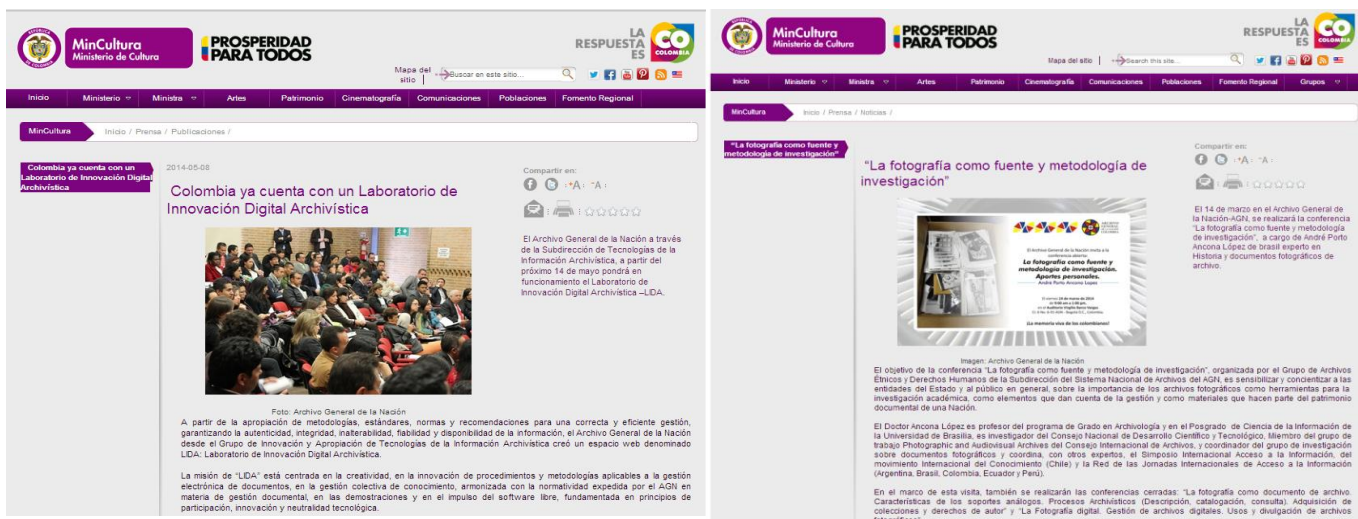 MinCultura
Ministerio de Cultura
PROSPERIDAD
PARA TODOS
LA
RESPUESTA
ES
CO
COLOMBIA
Mapa del
sitio
Buscar en este sitio...
Inicio Ministerio Ministra Artes Patrimonio Cinematografía Comunicaciones Poblaciones Fomento Regional
MinCultura
Inicio / Prensa / Publicaciones /
Colombia ya cuenta con un
Laboratorio de Innovación Digital
Archivística
2014-05-08
Colombia ya cuenta con un Laboratorio de
Innovación Digital Archivística
Compartir en:
+A -A
El Archivo General de la Nación a través
de la Subdirección de Tecnologías de la
Información Archivística, a partir del
próximo 14 de mayo pondrá en
funcionamiento el Laboratorio de
Innovación Digital Archivística –LIDA.
Foto: Archivo General de la Nación
A partir de la apropiación de metodologías, estándares, normas y recomendaciones para una correcta y eficiente gestión,
garantizando la autenticidad, integridad, inalterabilidad, fiabilidad y disponibilidad de la información, el Archivo General de la Nación
desde el Grupo de Innovación y Apropiación de Tecnologías de la Información Archivística creó un espacio web denominado
LIDA: Laboratorio de Innovación Digital Archivística.
La misión de "LIDA" está centrada en la creatividad, en la innovación de procedimientos y metodologías aplicables a la gestión
electrónica de documentos, en la gestión colectiva de conocimiento, armonizada con la normatividad expedida por el AGN en
materia de gestión documental, en las demostraciones y en el impulso del software libre, fundamentada en principios de
participación, innovación y neutralidad tecnológica.
MinCultura
Ministerio de Cultura
PROSPERIDAD
PARA TODOS
LA
RESPUESTA
ES
CO
COLOMBIA
Mapa del sitio
Search this site...
Inicio Ministerio Ministra Artes Patrimonio Cinematografía Comunicaciones Poblaciones Fomento Regional Grupos
MinCultura
Inicio / Prensa / Noticias /
"La fotografía como fuente y
metodología de investigación"
"La fotografía como fuente y metodología de
investigación"
Compartir en:
+A -A
El 14 de marzo en el Archivo General de
la Nación-AGN, se realizará la conferencia
"La fotografía como fuente y metodología
de investigación", a cargo de André Porto
Ancona López de brasil experto en
Historia y documentos fotográficos de
archivo.
El Archivo General de la Nación invita a la
conferencia abierta:
La fotografía como fuente y
metodología de investigación.
Aportes personales.
André Porto Ancona Lopez
¡La memoria viva de los colombianos!
Imagen: Archivo General de la Nación
El objetivo de la conferencia "La fotografía como fuente y metodología de investigación", organizada por el Grupo de Archivos
Étnicos y Derechos Humanos de la Subdirección del Sistema Nacional de Archivos del AGN, es sensibilizar y concientizar a las
entidades del Estado y al público en general, sobre la importancia de los archivos fotográficos como herramientas para la
investigación académica, como elementos que dan cuenta de la gestión y como materiales que hacen parte del patrimonio
documental de una Nación.
El Doctor Ancona López es profesor del programa de Grado en Archivología y en el Posgrado de Ciencia de la Información de
la Universidad de Brasilia, es investigador del Consejo Nacional de Desarrollo Científico y Tecnológico, Miembro del grupo de
trabajo Photographic and Audiovisual Archives del Consejo Internacional de Archivos, y coordinador del grupo de investigación
sobre documentos fotográficos y coordina, con otros expertos, el Simposio Internacional Acceso a la Información, del
movimiento Internacional del Conocimiento (Chile) y la Red de las Jornadas Internacionales de Acceso a la Información
(Argentina, Brasil, Colombia, Ecuador y Perú).
En el marco de esta visita, también se realizarán las conferencias cerradas: "La fotografía como documento de archivo.
Características de los soportes análogos. Procesos Archivísticos (Descripción, catalogación, consulta). Adquisición de
colecciones y derechos de autor" y "La Fotografía digital. Gestión de archivos digitales. Usos y divulgación de archivos